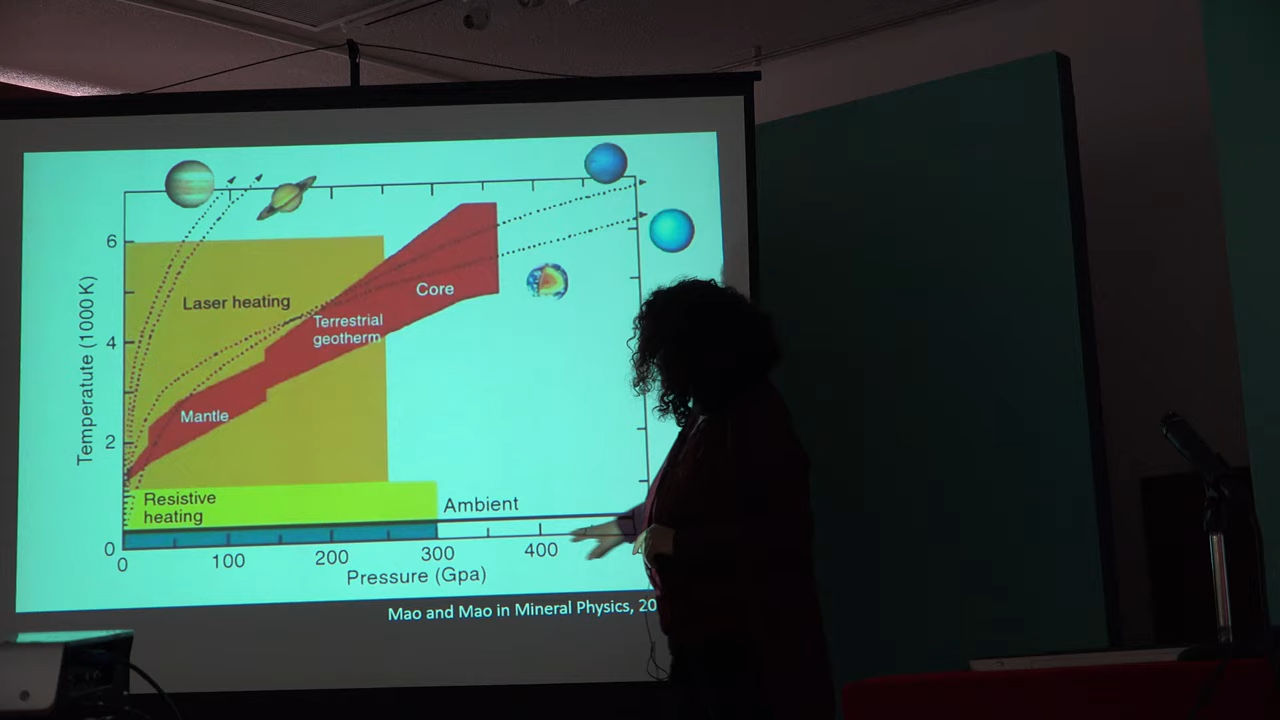 6
Laser heating
Core
Terrestrial
geotherm
4
Temperatute (1000 K)
Mantle
2
Resistive
heating
Ambient
0
0
100
200
300
400
Pressure (Gpa)
Mao and Mao in Mineral Physics, 20